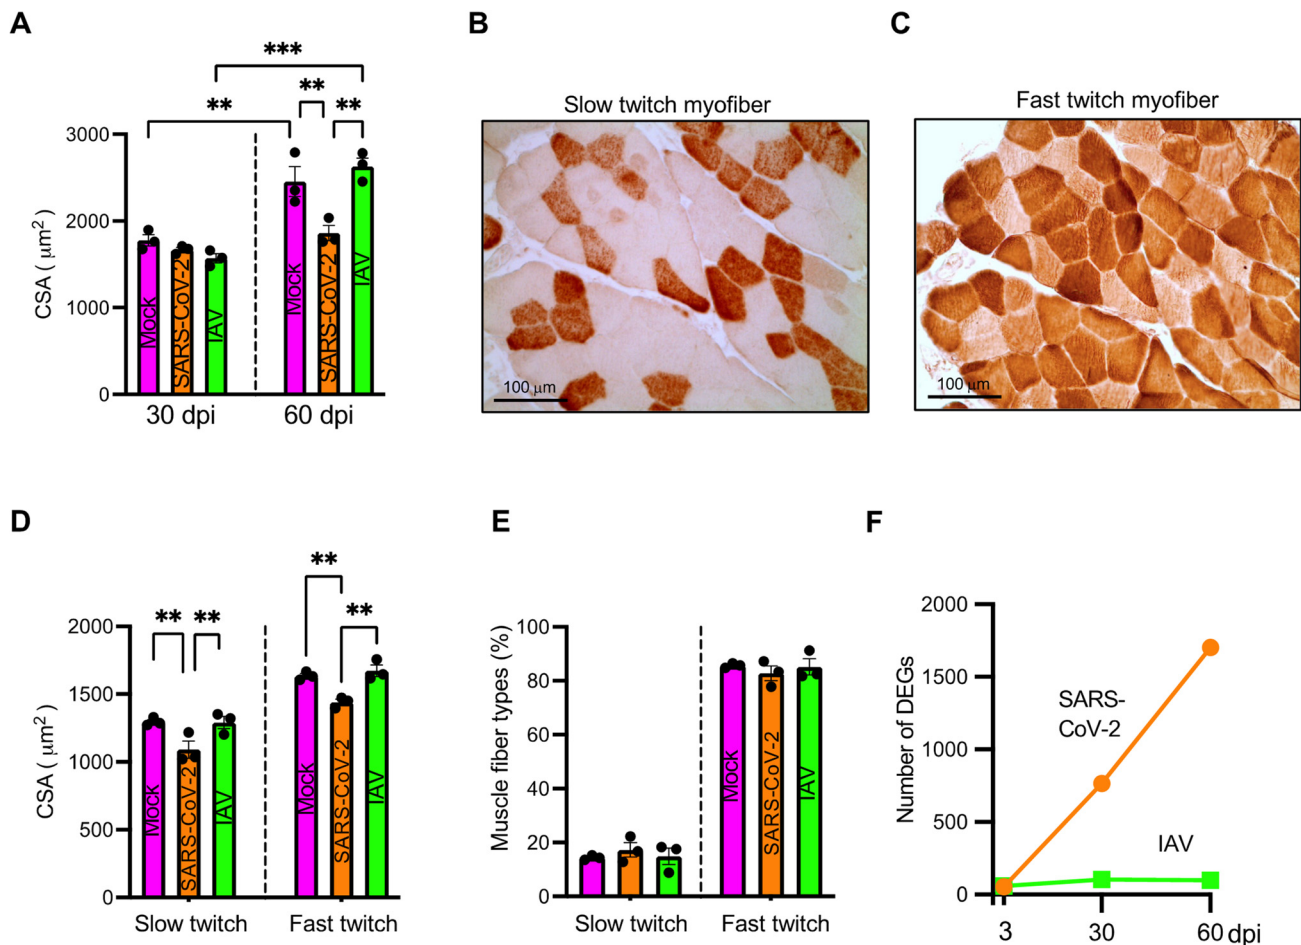 A
***
**
**
**
3000
2000
1000
0
CSA ( μm²)
Mock
SARS-CoV-2
IAV
Mock
SARS-CoV-2
IAV
30 dpi
60 dpi
B
Slow twitch myofiber
100 μm
C
Fast twitch myofiber
100 μm
D
**
**
**
**
2000
1500
1000
500
0
CSA ( μm²)
Mock
SARS-CoV-2
IAV
Mock
SARS-CoV-2
IAV
Slow twitch
Fast twitch
E
100
80
60
40
20
0
Muscle fiber types (%)
Mock
SARS-CoV-2
IAV
Slow twitch
Fast twitch
F
2000
1500
1000
500
0
Number of DEGs
SARS-
CoV-2
IAV
3
30
60 dpi